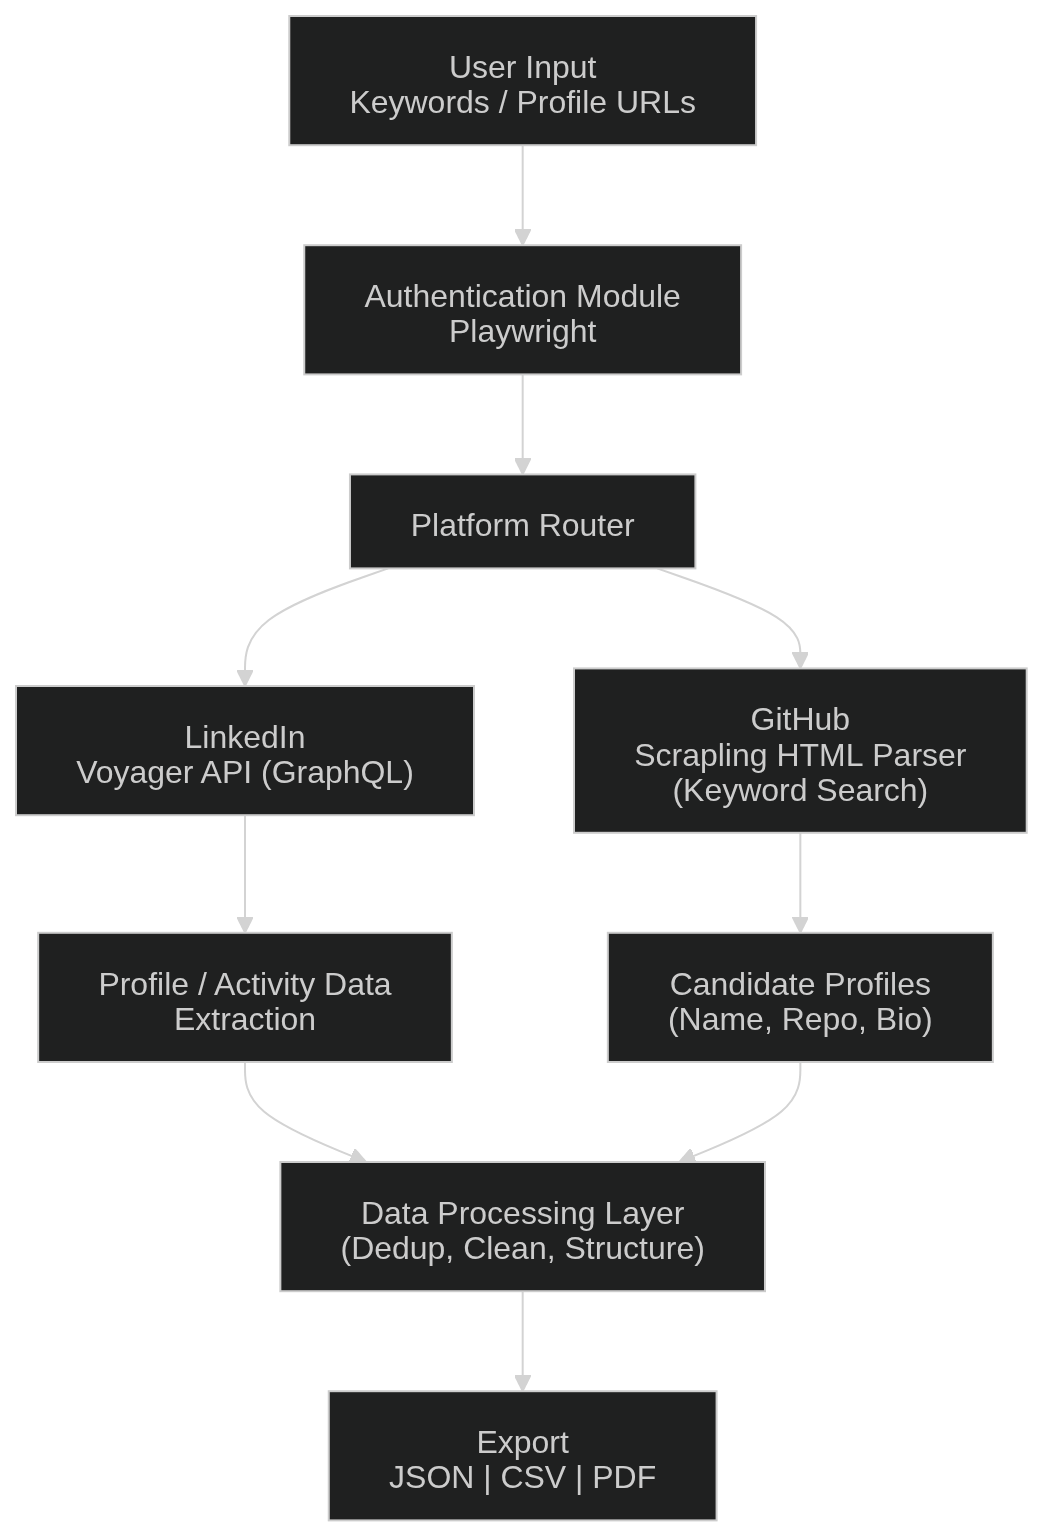 User Input
Keywords / Profile URLs
Authentication Module
Playwright
Platform Router
LinkedIn
Voyager API (GraphQL)
GitHub
Scrapling HTML Parser
(Keyword Search)
Profile / Activity Data
Extraction
Candidate Profiles
(Name, Repo, Bio)
Data Processing Layer
(Dedup, Clean, Structure)
Export
JSON | CSV | PDF